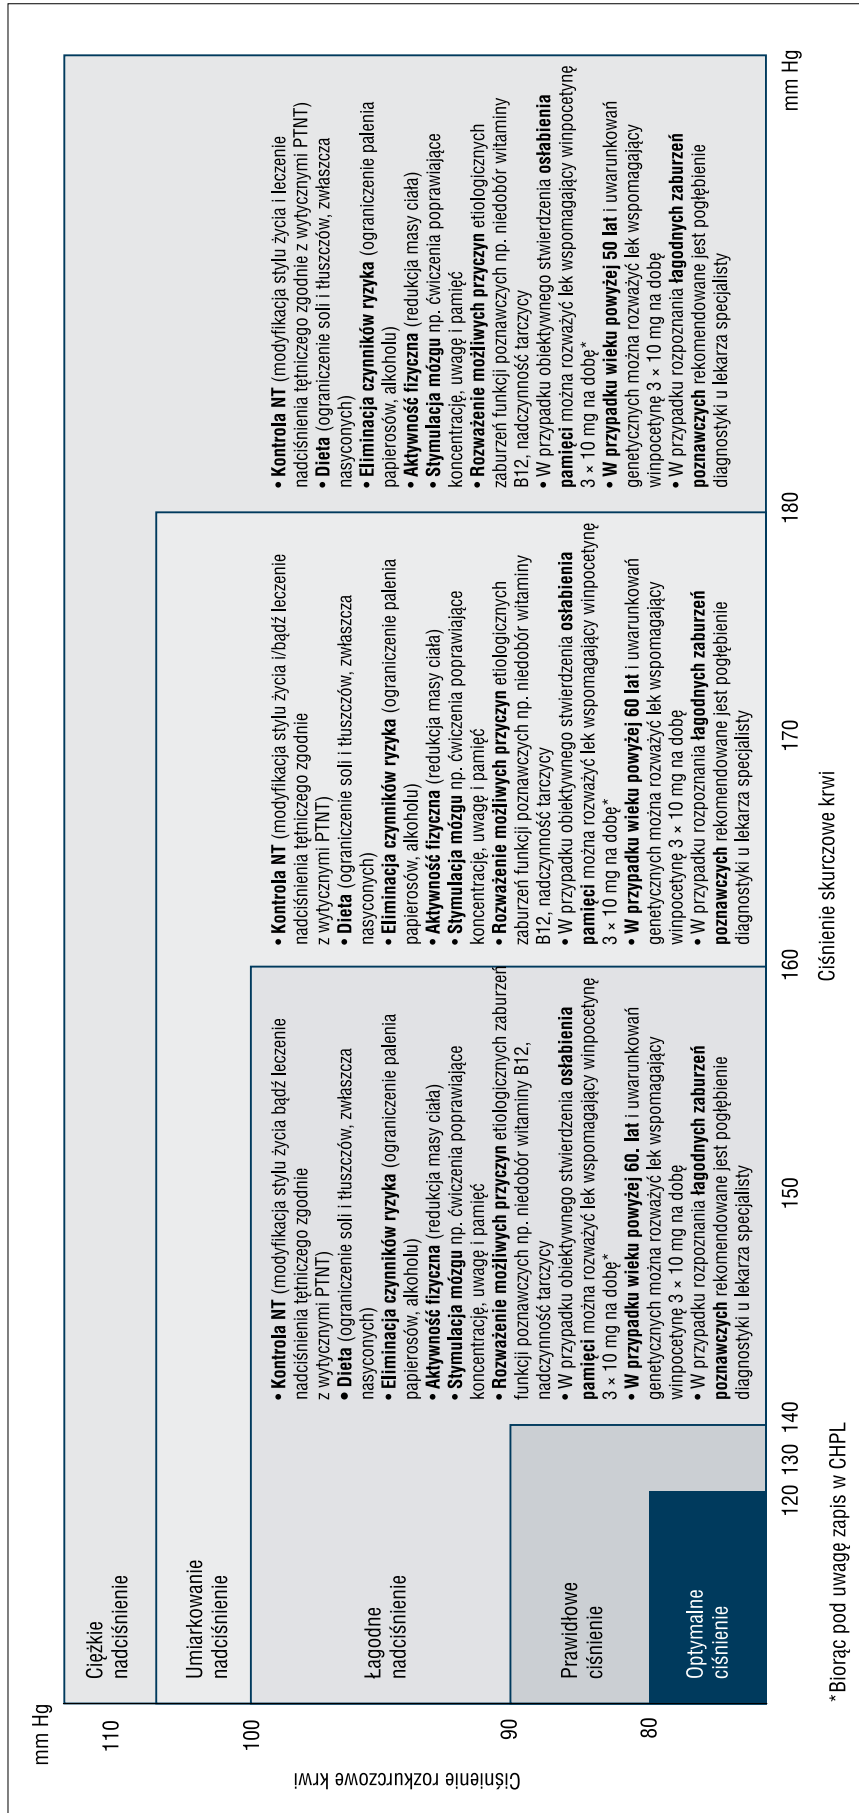 mm Hg
110
100
90
80
Ciśnienie rozkurczowe krwi
Ciężkie
nadciśnienie
Umiarkowanie
nadciśnienie
Łagodne
nadciśnienie
Prawidłowe
ciśnienie
Optymalne
ciśnienie
• Kontrola NT (modyfikacja stylu życia bądź leczenie
nadciśnienia tętniczego zgodnie
z wytycznymi PTNT)
• Dieta (ograniczenie soli i tłuszczów, zwłaszcza
nasyconych)
• Eliminacja czynników ryzyka (ograniczenie palenia
papierosów, alkoholu)
• Aktywność fizyczna (redukcja masy ciała)
• Stymulacja mózgu np. ćwiczenia poprawiające
koncentrację, uwagę i pamięć
• Rozważenie możliwych przyczyn etiologicznych zaburzeń
funkcji poznawczych np. niedobór witaminy B12,
nadczynność tarczycy
• W przypadku obiektywnego stwierdzenia osłabienia
pamięci można rozważyć lek wspomagający winpocetynę
3 × 10 mg na dobę*
• W przypadku wieku powyżej 60. lat i uwarunkowań
genetycznych można rozważyć lek wspomagający
winpocetynę 3 × 10 mg na dobę
• W przypadku rozpoznania łagodnych zaburzeń
poznawczych rekomendowane jest pogłębienie
diagnostyki u lekarza specjalisty
• Kontrola NT (modyfikacja stylu życia i/bądź leczenie
nadciśnienia tętniczego zgodnie
z wytycznymi PTNT)
• Dieta (ograniczenie soli i tłuszczów, zwłaszcza
nasyconych)
• Eliminacja czynników ryzyka (ograniczenie palenia
papierosów, alkoholu)
• Aktywność fizyczna (redukcja masy ciała)
• Stymulacja mózgu np. ćwiczenia poprawiające
koncentrację, uwagę i pamięć
• Rozważenie możliwych przyczyn etiologicznych
zaburzeń funkcji poznawczych np. niedobór witaminy
B12, nadczynność tarczycy
• W przypadku obiektywnego stwierdzenia osłabienia
pamięci można rozważyć lek wspomagający winpocetynę
3 × 10 mg na dobę*
• W przypadku wieku powyżej 60 lat i uwarunkowań
genetycznych można rozważyć lek wspomagający
winpocetynę 3 × 10 mg na dobę
• W przypadku rozpoznania łagodnych zaburzeń
poznawczych rekomendowane jest pogłębienie
diagnostyki u lekarza specjalisty
• Kontrola NT (modyfikacja stylu życia i leczenie
nadciśnienia tętniczego zgodnie z wytycznymi PTNT)
• Dieta (ograniczenie soli i tłuszczów, zwłaszcza
nasyconych)
• Eliminacja czynników ryzyka (ograniczenie palenia
papierosów, alkoholu)
• Aktywność fizyczna (redukcja masy ciała)
• Stymulacja mózgu np. ćwiczenia poprawiające
koncentrację, uwagę i pamięć
• Rozważenie możliwych przyczyn etiologicznych
zaburzeń funkcji poznawczych np. niedobór witaminy
B12, nadczynność tarczycy
• W przypadku obiektywnego stwierdzenia osłabienia
pamięci można rozważyć lek wspomagający winpocetynę
3 × 10 mg na dobę*
• W przypadku wieku powyżej 50 lat i uwarunkowań
genetycznych można rozważyć lek wspomagający
winpocetynę 3 × 10 mg na dobę
• W przypadku rozpoznania łagodnych zaburzeń
poznawczych rekomendowane jest pogłębienie
diagnostyki u lekarza specjalisty
120 130 140 150 160 170 180 mm Hg
Ciśnienie skurczowe krwi
*Biorąc pod uwagę zapis w CHPL